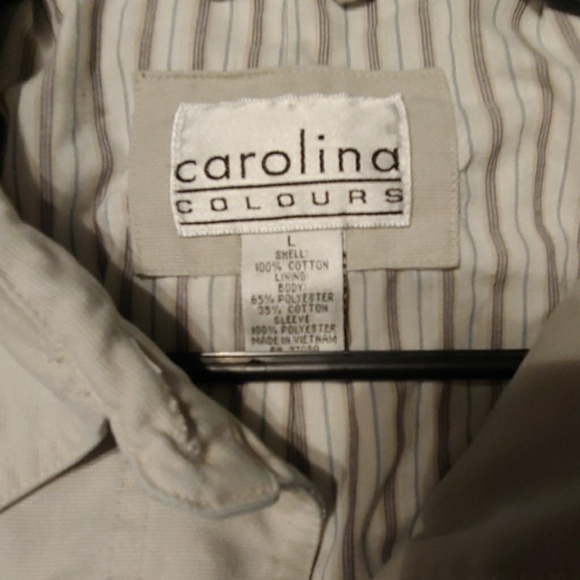 carolina
COLOURS
L
SHELL:
100% COTTON
LINING:
BODY:
65% POLYESTER
35% COTTON
SLEEVE
100% POLYESTER
MADE IN VIETNAM